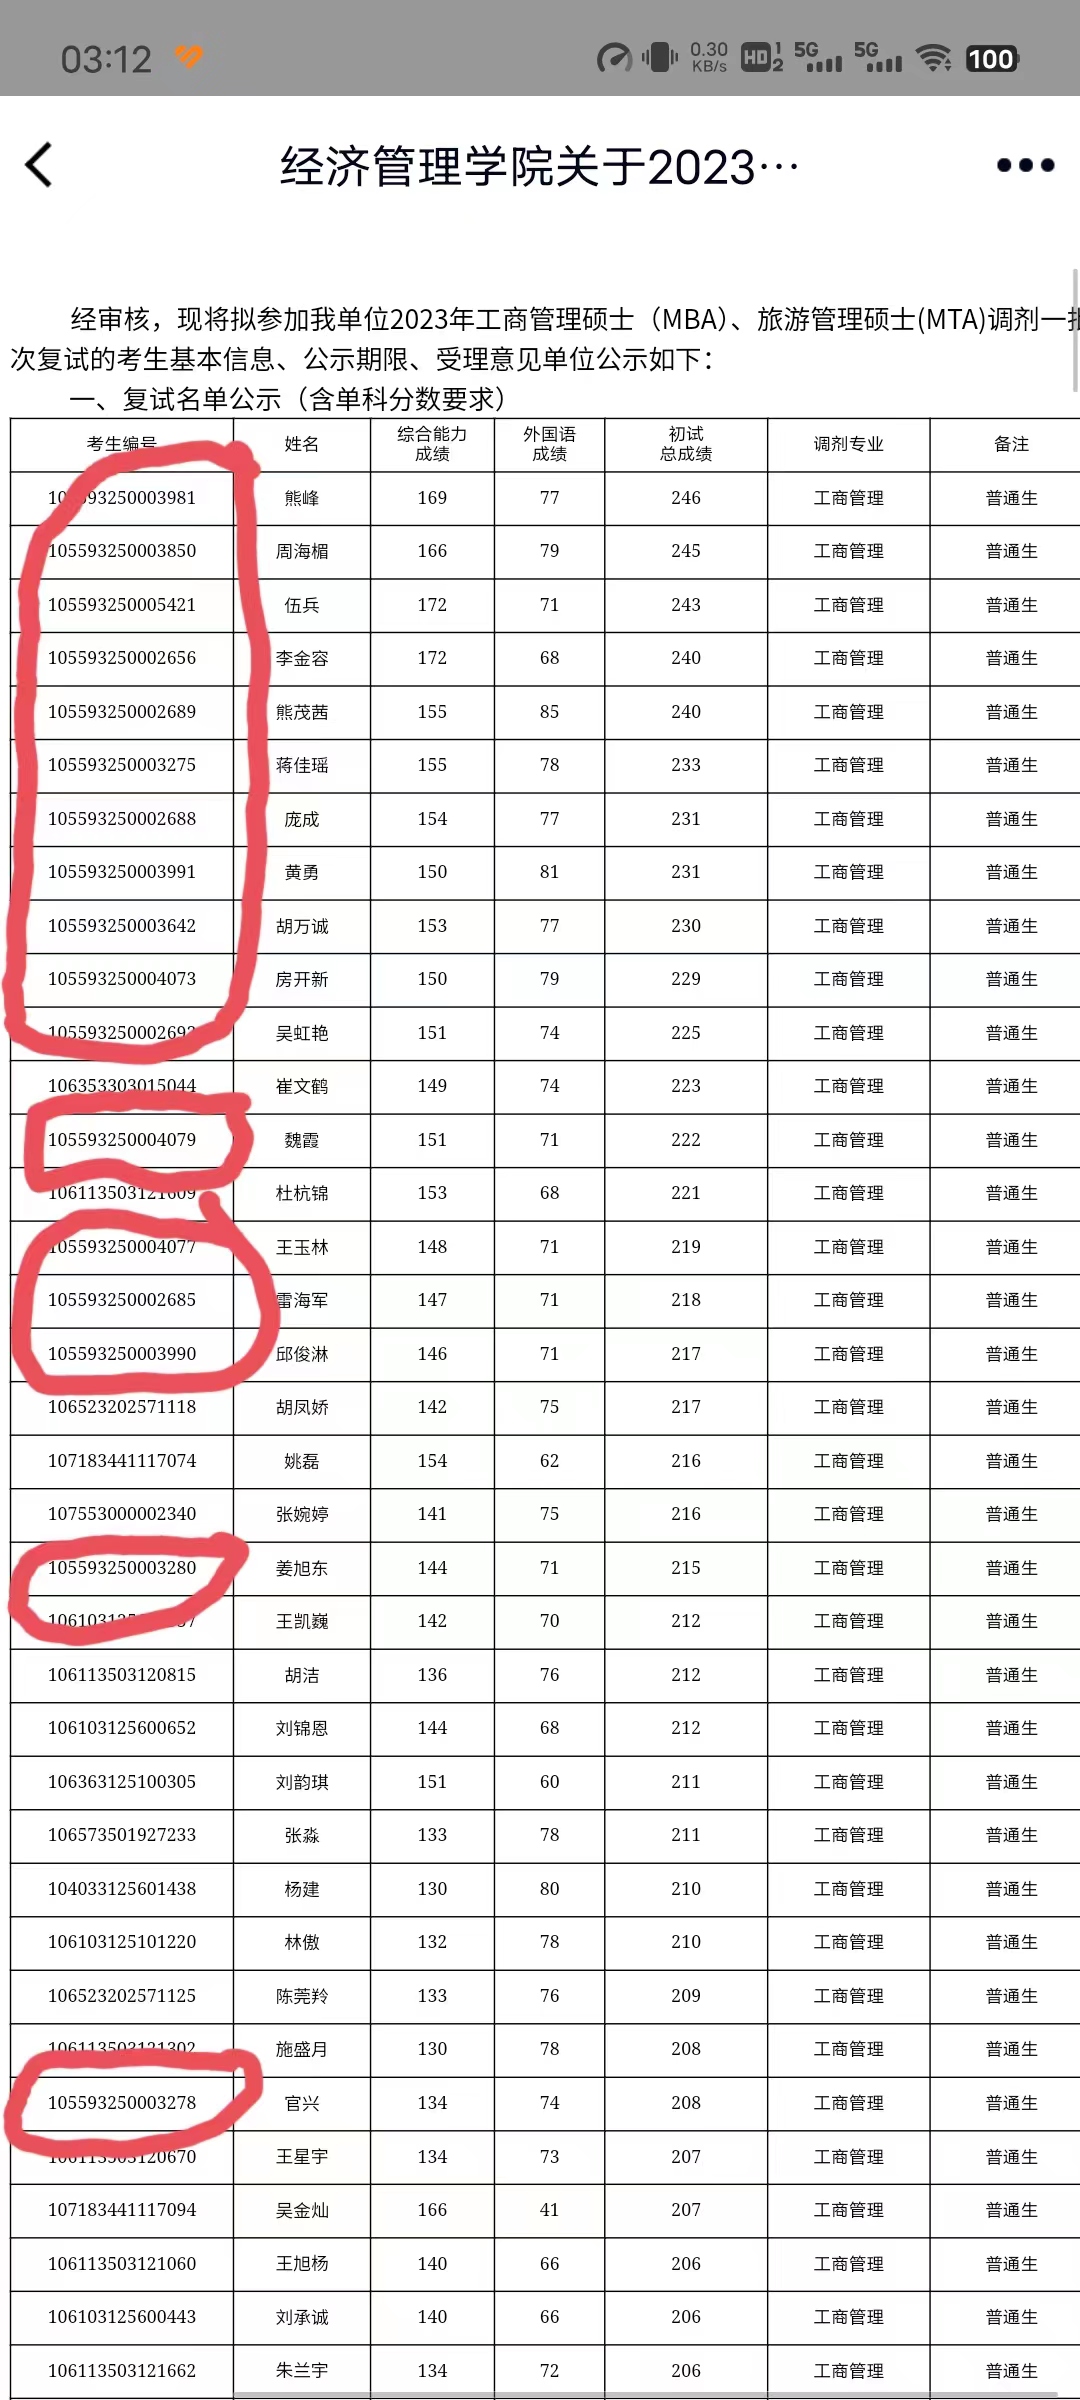 03:12 0.30 KB/s HD 1 2 5G 5G 100
经济管理学院关于2023…
经审核，现将拟参加我单位2023年工商管理硕士（MBA）、旅游管理硕士(MTA)调剂一批
次复试的考生基本信息、公示期限、受理意见单位公示如下：
一、复试名单公示（含单科分数要求）
考生编号 姓名 综合能力成绩 外国语成绩 初试总成绩 调剂专业 备注
93250003981 熊峰 169 77 246 工商管理 普通生
105593250003850 周海楣 166 79 245 工商管理 普通生
105593250005421 伍兵 172 71 243 工商管理 普通生
105593250002656 李金容 172 68 240 工商管理 普通生
105593250002689 熊茂茜 155 85 240 工商管理 普通生
105593250003275 蒋佳瑶 155 78 233 工商管理 普通生
105593250002688 庞成 154 77 231 工商管理 普通生
105593250003991 黄勇 150 81 231 工商管理 普通生
105593250003642 胡万诚 153 77 230 工商管理 普通生
105593250004073 房开新 150 79 229 工商管理 普通生
105593250002692 吴虹艳 151 74 225 工商管理 普通生
106353303015044 崔文鹤 149 74 223 工商管理 普通生
105593250004079 魏霞 151 71 222 工商管理 普通生
106113503121609 杜杭锦 153 68 221 工商管理 普通生
105593250004077 王玉林 148 71 219 工商管理 普通生
105593250002685 雷海军 147 71 218 工商管理 普通生
105593250003990 邱俊淋 146 71 217 工商管理 普通生
106523202571118 胡凤娇 142 75 217 工商管理 普通生
107183441117074 姚磊 154 62 216 工商管理 普通生
107553000002340 张婉婷 141 75 216 工商管理 普通生
105593250003280 姜旭东 144 71 215 工商管理 普通生
王凯巍 142 70 212 工商管理 普通生
106113503120815 胡洁 136 76 212 工商管理 普通生
106103125600652 刘锦恩 144 68 212 工商管理 普通生
106363125100305 刘韵琪 151 60 211 工商管理 普通生
106573501927233 张淼 133 78 211 工商管理 普通生
104033125601438 杨建 130 80 210 工商管理 普通生
106103125101220 林傲 132 78 210 工商管理 普通生
106523202571125 陈莞羚 133 76 209 工商管理 普通生
106113503121302 施盛月 130 78 208 工商管理 普通生
105593250003278 官兴 134 74 208 工商管理 普通生
106113503120670 王星宇 134 73 207 工商管理 普通生
107183441117094 吴金灿 166 41 207 工商管理 普通生
106113503121060 王旭杨 140 66 206 工商管理 普通生
106103125600443 刘承诚 140 66 206 工商管理 普通生
106113503121662 朱兰宇 134 72 206 工商管理 普通生